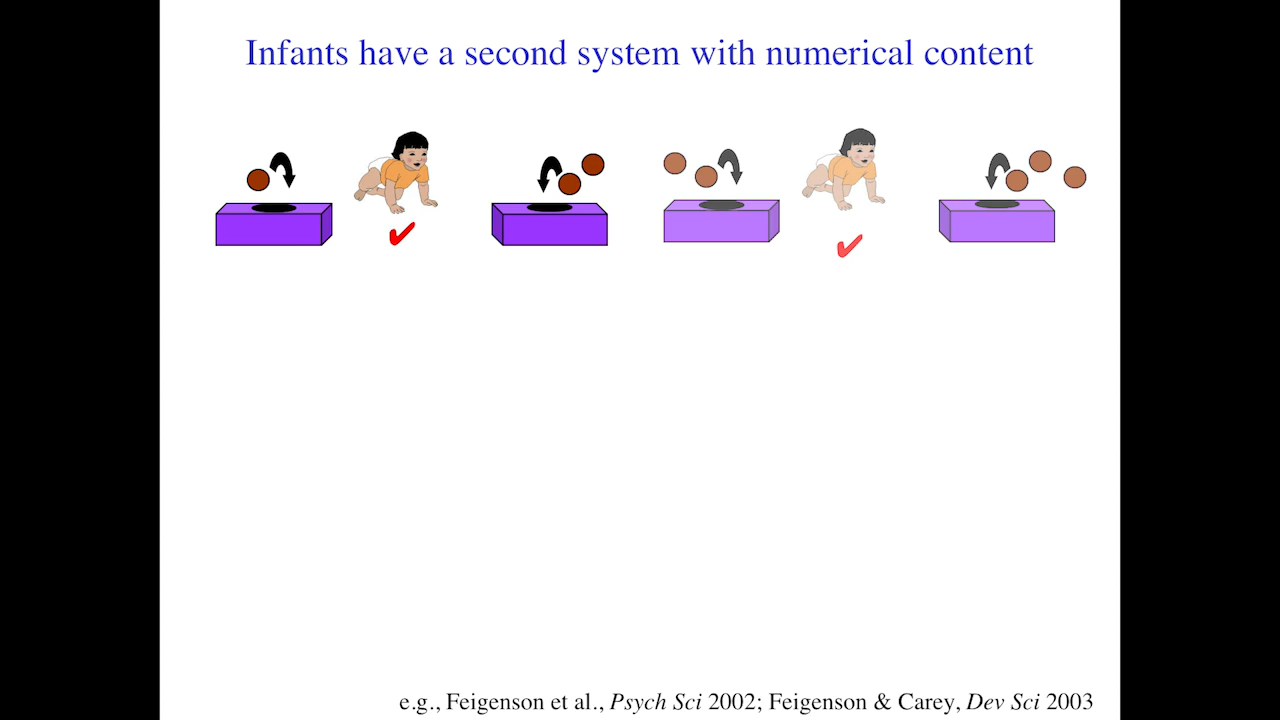 Infants have a second system with numerical content
e.g., Feigenson et al., Psych Sci 2002; Feigenson & Carey, Dev Sci 2003